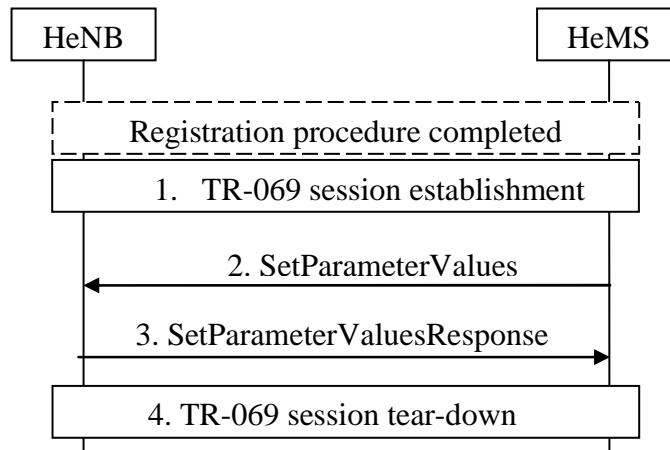 HeNB
HeMS
Registration procedure completed
1. TR-069 session establishment
2. SetParameterValues
3. SetParameterValuesResponse
4. TR-069 session tear-down